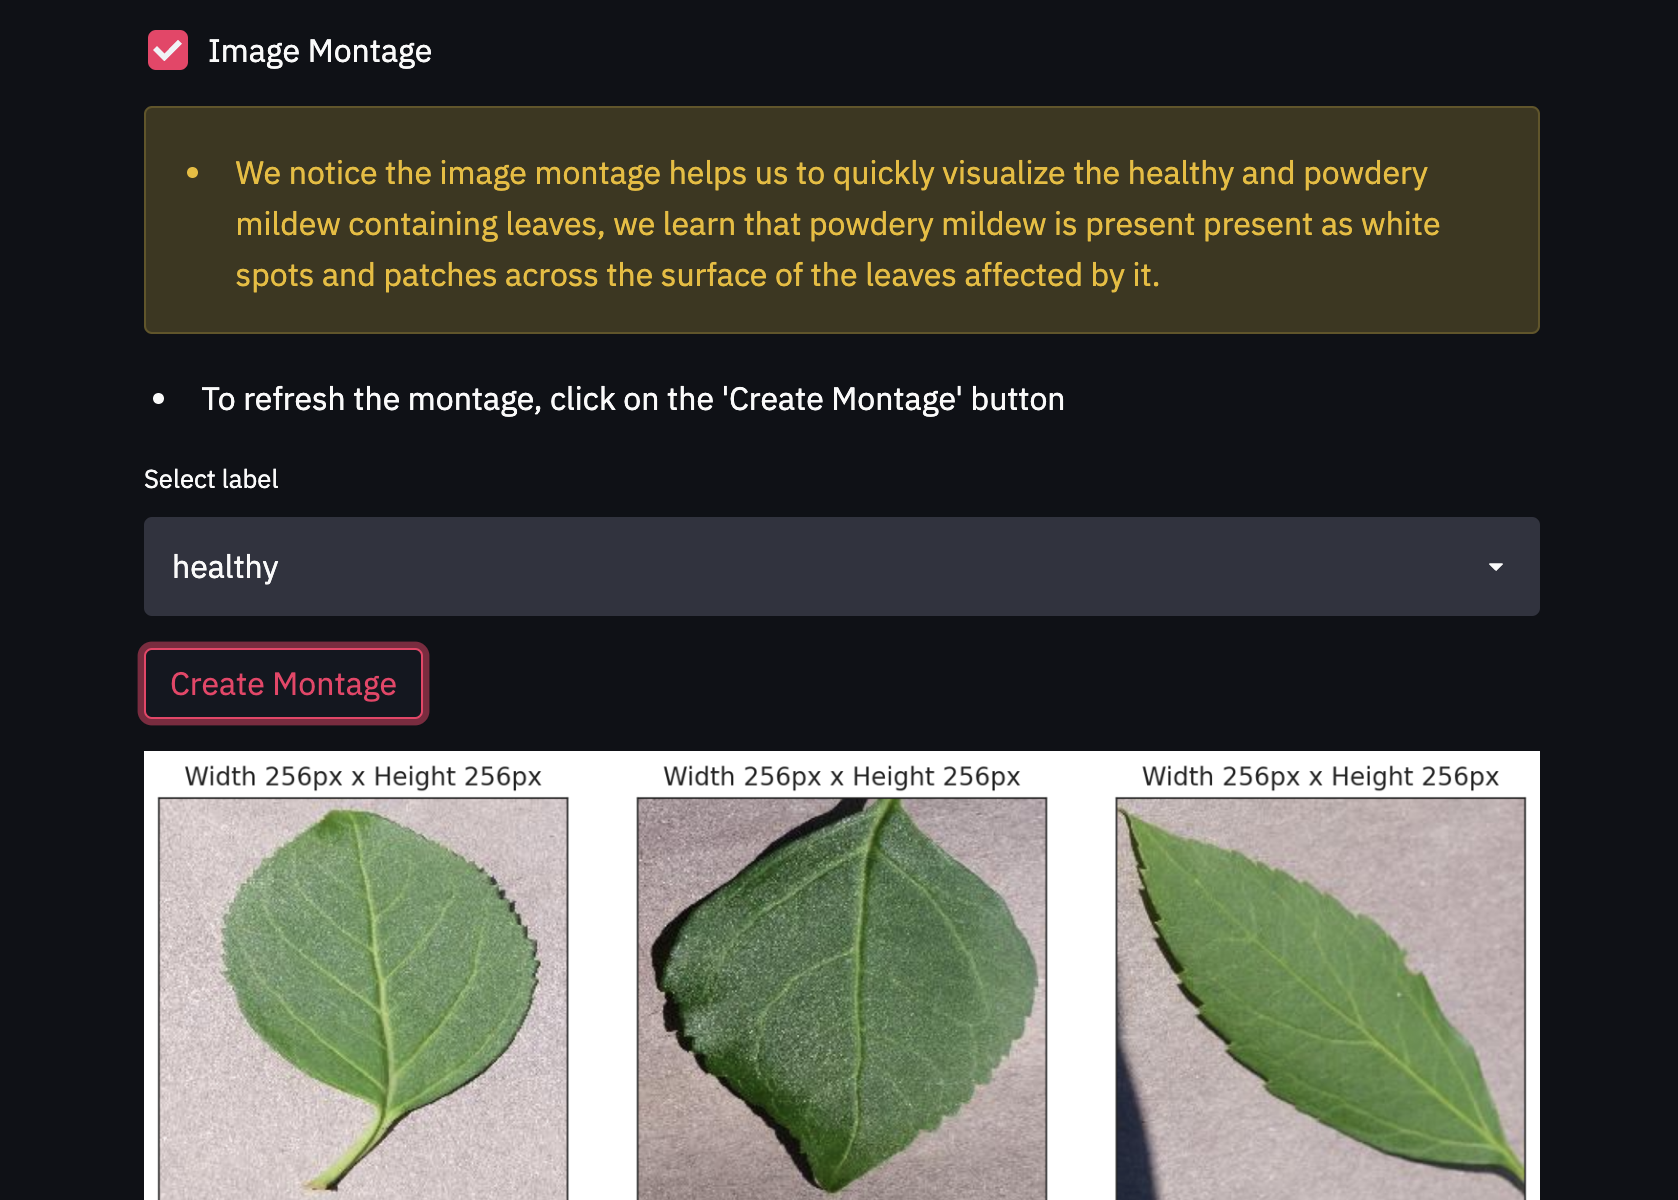 Image Montage
We notice the image montage helps us to quickly visualize the healthy and powdery
mildew containing leaves, we learn that powdery mildew is present present as white
spots and patches across the surface of the leaves affected by it.
To refresh the montage, click on the 'Create Montage' button
Select label
healthy
Create Montage
Width 256px x Height 256px
Width 256px x Height 256px
Width 256px x Height 256px